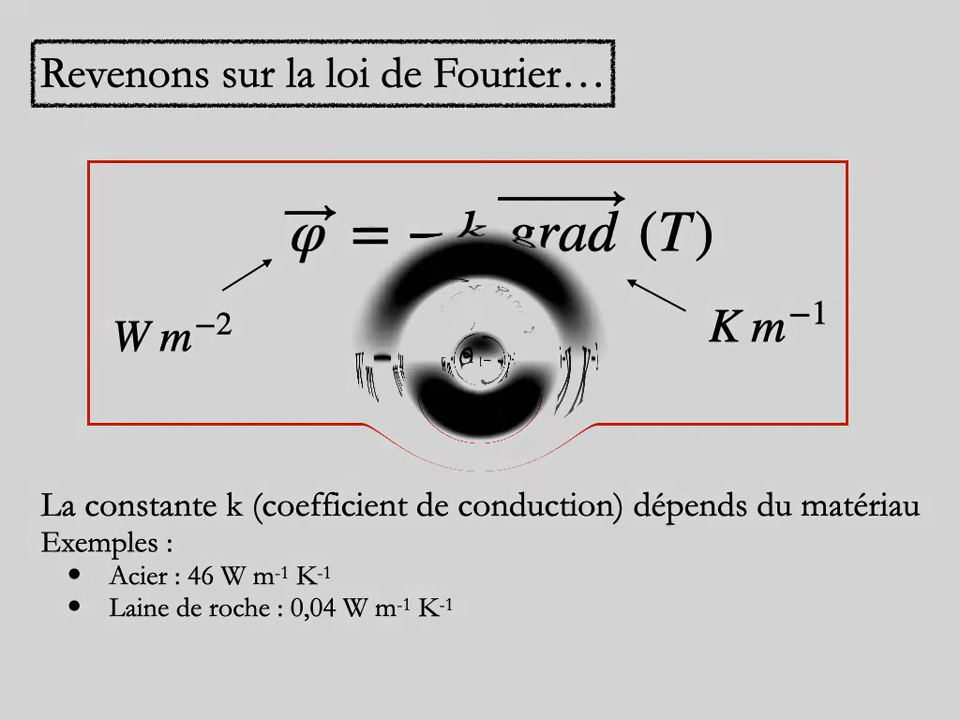 Revenons sur la loi de Fourier…
φ = – k grad (T)
W m⁻²
K m⁻¹
La constante k (coefficient de conduction) dépends du matériau
Exemples :
• Acier : 46 W m⁻¹ K⁻¹
• Laine de roche : 0,04 W m⁻¹ K⁻¹